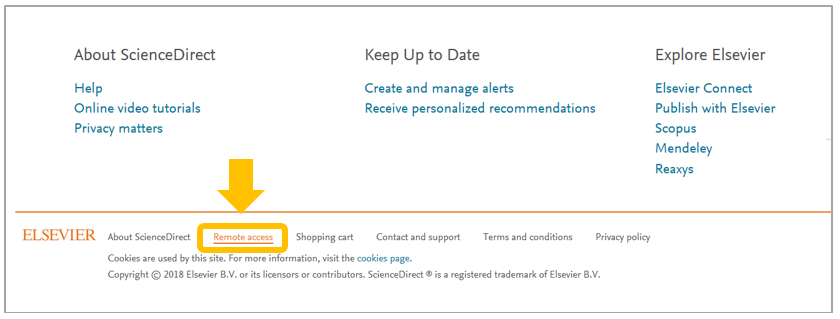 About ScienceDirect
Help
Online video tutorials
Privacy matters
Keep Up to Date
Create and manage alerts
Receive personalized recommendations
Explore Elsevier
Elsevier Connect
Publish with Elsevier
Scopus
Mendeley
Reaxys
ELSEVIER About ScienceDirect Remote access Shopping cart Contact and support Terms and conditions Privacy policy
Cookies are used by this site. For more information, visit the cookies page.
Copyright © 2018 Elsevier B.V. or its licensors or contributors. ScienceDirect ® is a registered trademark of Elsevier B.V.